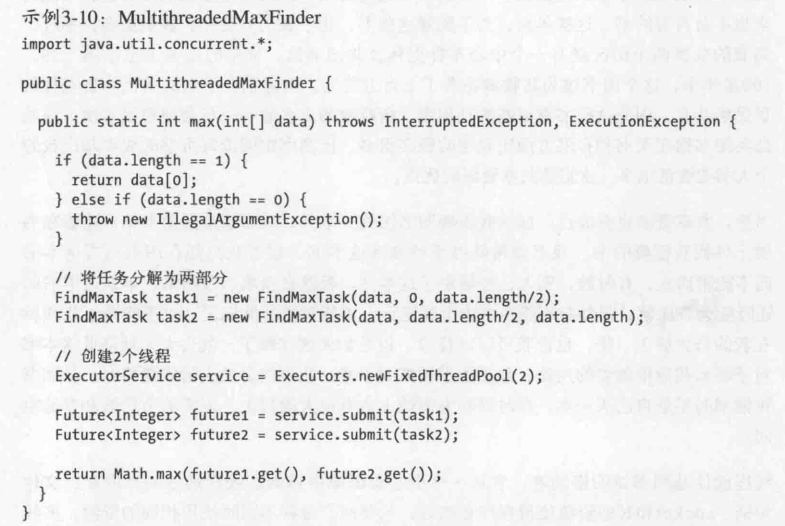 示例3-10：MultithreadedMaxFinder
import java.util.concurrent.*;
public class MultithreadedMaxFinder {
public static int max(int[] data) throws InterruptedException, ExecutionException {
if (data.length == 1) {
return data[0];
} else if (data.length == 0) {
throw new IllegalArgumentException();
}
// 将任务分解为两部分
FindMaxTask task1 = new FindMaxTask(data, 0, data.length/2);
FindMaxTask task2 = new FindMaxTask(data, data.length/2, data.length);
// 创建2个线程
ExecutorService service = Executors.newFixedThreadPool(2);
Future<Integer> future1 = service.submit(task1);
Future<Integer> future2 = service.submit(task2);
return Math.max(future1.get(), future2.get());
}
}